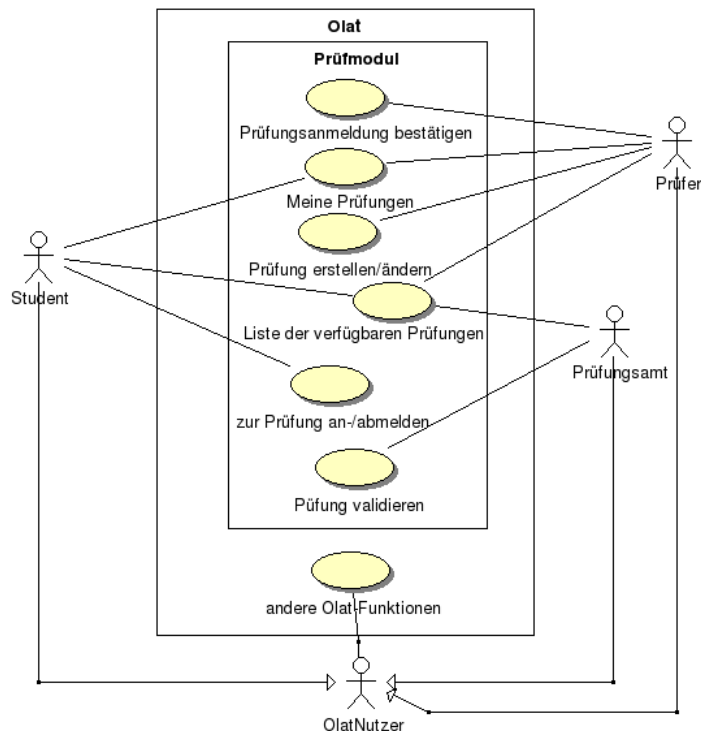 Olat
Prüfmodul
Prüfungsanmeldung bestätigen
Prüfer
Meine Prüfungen
Prüfung erstellen/ändern
Student
Liste der verfügbaren Prüfungen
Prüfungsamt
zur Prüfung an-/abmelden
Püfung validieren
andere Olat-Funktionen
OlatNutzer